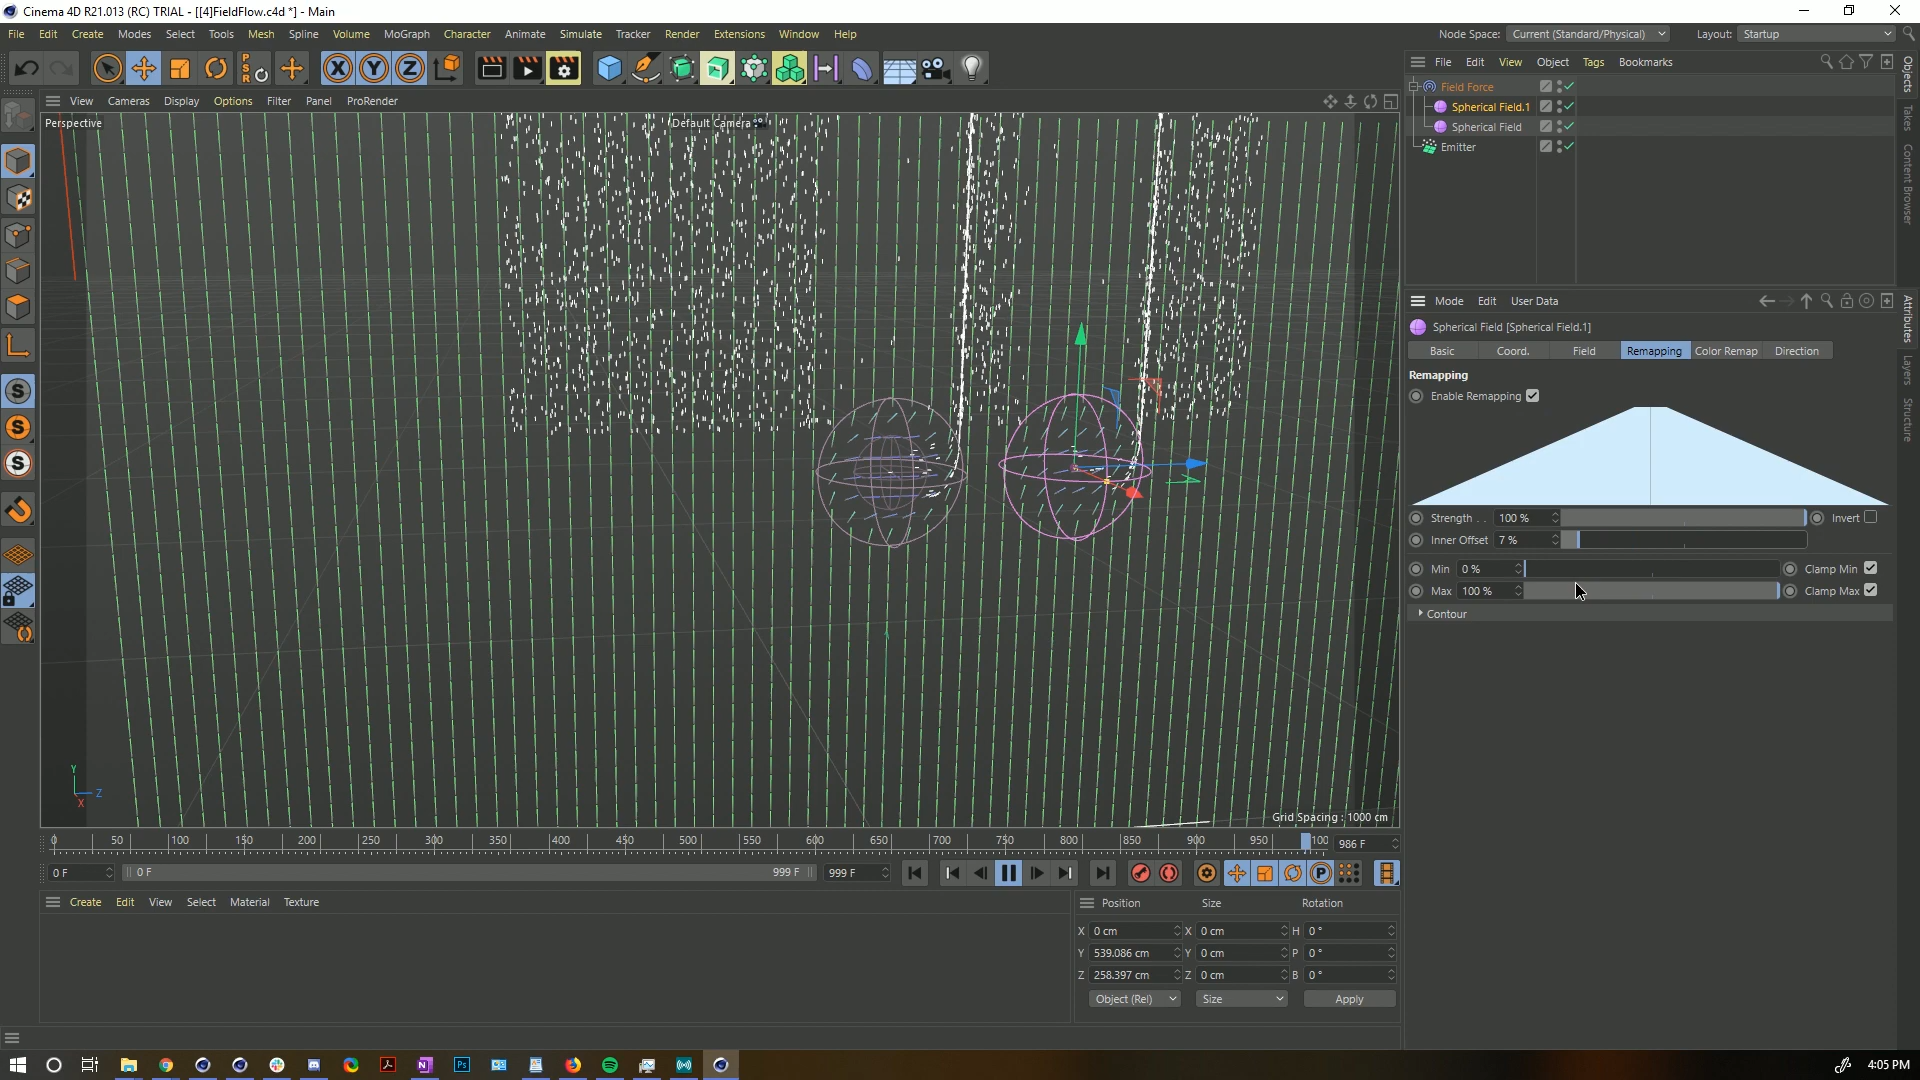 Cinema 4D R21.013 (RC) TRIAL - [[4]FieldFlow.c4d *] - Main
File Edit Create Modes Select Tools Mesh Spline Volume MoGraph Character Animate Simulate Tracker Render Extensions Window Help
Node Space: Current (Standard/Physical) Layout: Startup
File Edit View Object Tags Bookmarks
Field Force
Spherical Field.1
Spherical Field
Emitter
Objects
Takes
Content Browser
View Cameras Display Options Filter Panel ProRender
Perspective
Default Camera
Mode Edit User Data
Spherical Field [Spherical Field.1]
Basic Coord. Field Remapping Color Remap Direction
Remapping
Enable Remapping
Strength . . 100 % Invert
Inner Offset 7 %
Min 0 % Clamp Min
Max 100 % Clamp Max
Contour
Attributes
Layers
Structure
Y
Z
X
Grid Spacing : 1000 cm
0 50 100 150 200 250 300 350 400 450 500 550 600 650 700 750 800 850 900 950 100 986 F
0 F 0 F 999 F 999 F
Create Edit View Select Material Texture
Position Size Rotation
X 0 cm X 0 cm H 0 °
Y 539.086 cm Y 0 cm P 0 °
Z 258.397 cm Z 0 cm B 0 °
Object (Rel) Size Apply
4:05 PM